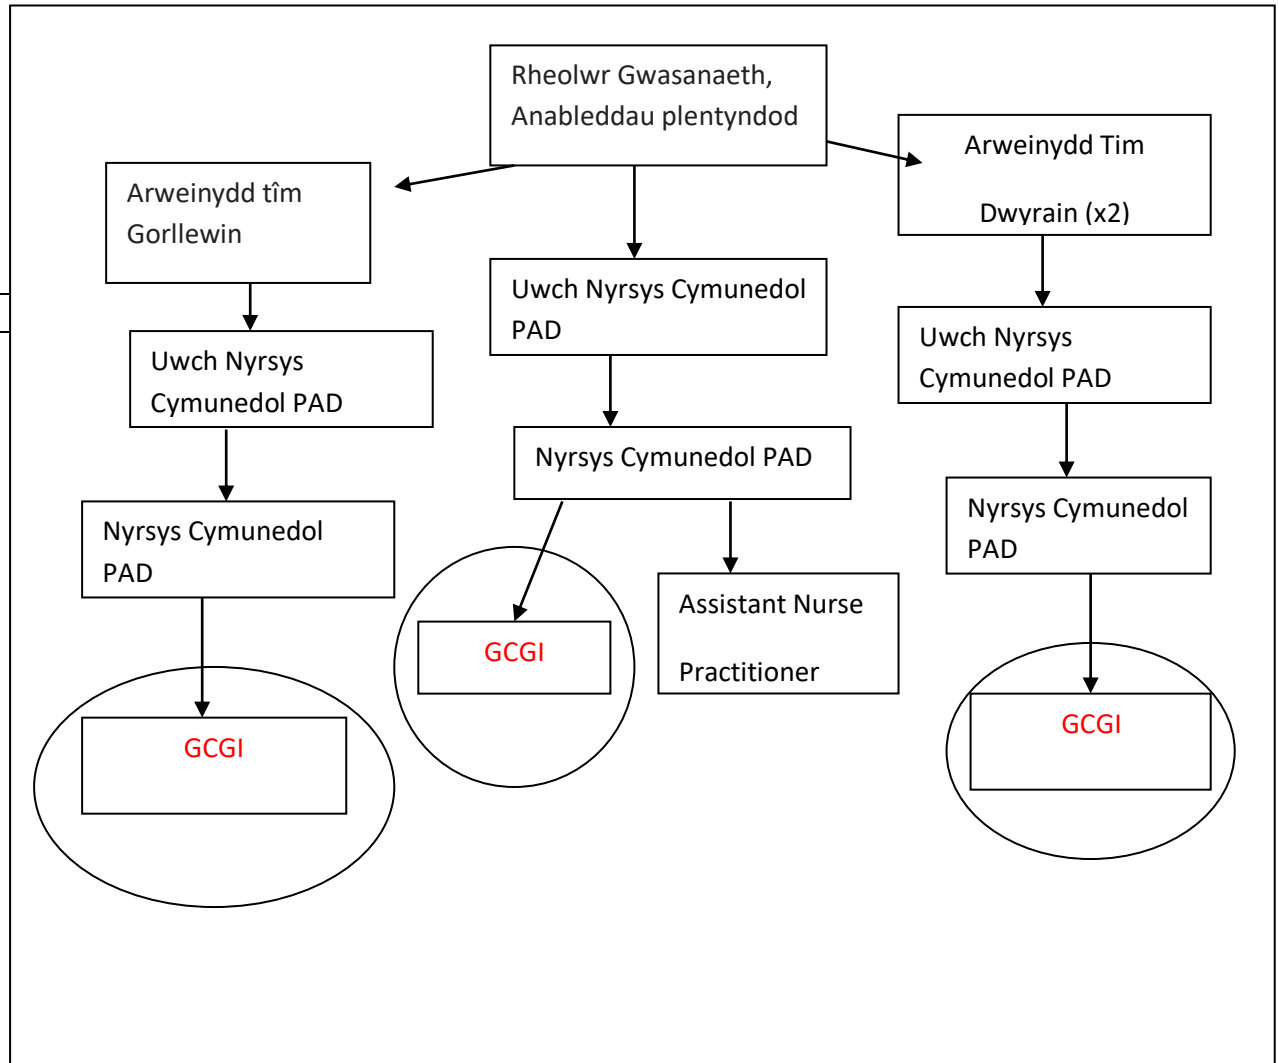 Rheolwr Gwasanaeth,
Anableddau plentyndod
Arweinydd tîm
Gorllewin
Arweinydd Tim
Dwyrain (x2)
Uwch Nyrsys
Cymunedol PAD
Uwch Nyrsys Cymunedol
PAD
Uwch Nyrsys
Cymunedol PAD
Nyrsys Cymunedol
PAD
Nyrsys Cymunedol PAD
Nyrsys Cymunedol
PAD
GCGI
GCGI
Assistant Nurse
Practitioner
GCGI